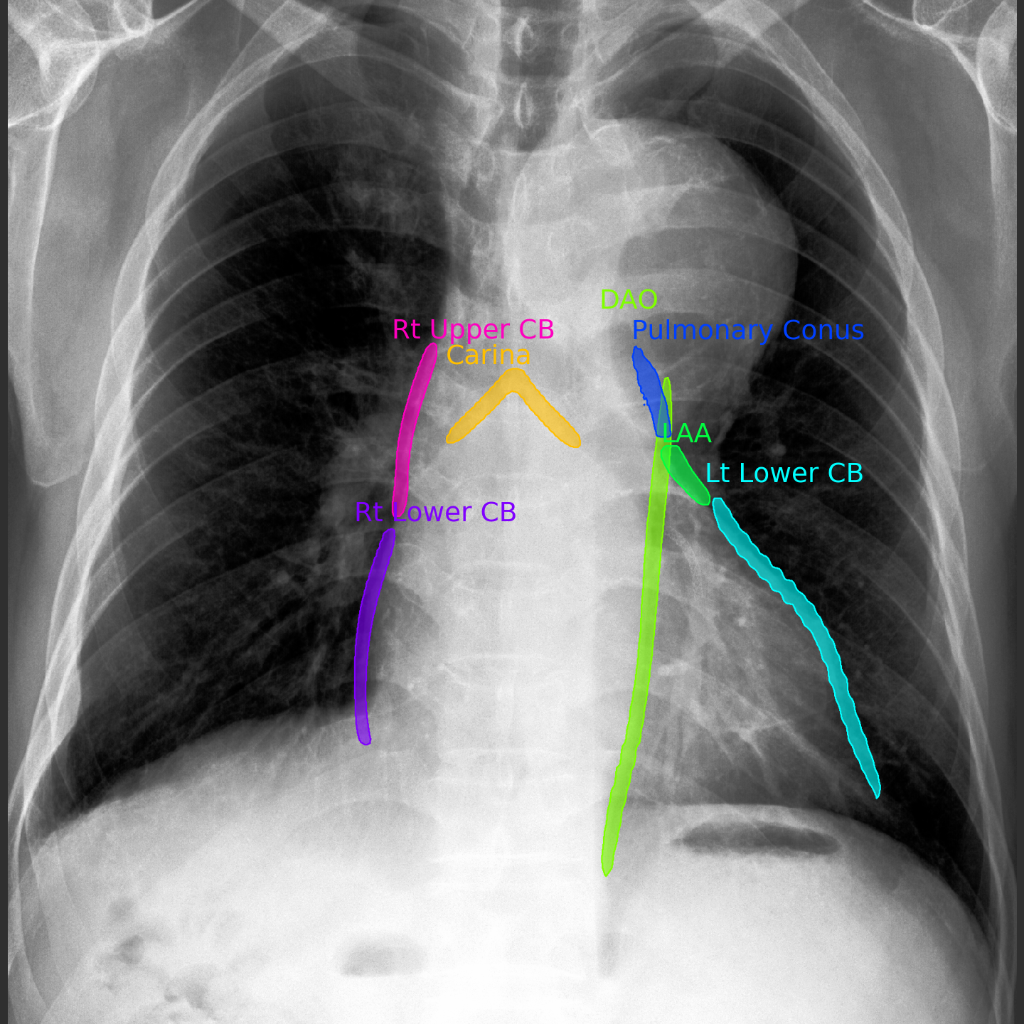 DAO
Rt Upper CB
Pulmonary Conus
Carina
LAA
Lt Lower CB
Rt Lower CB